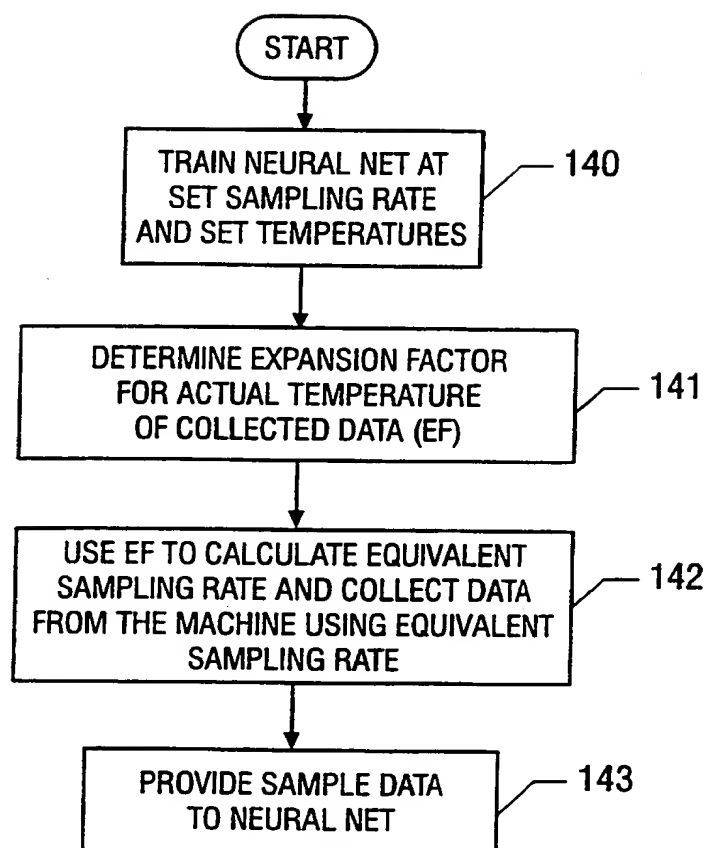 START
TRAIN NEURAL NET AT
SET SAMPLING RATE
AND SET TEMPERATURES
140
DETERMINE EXPANSION FACTOR
FOR ACTUAL TEMPERATURE
OF COLLECTED DATA (EF)
141
USE EF TO CALCULATE EQUIVALENT
SAMPLING RATE AND COLLECT DATA
FROM THE MACHINE USING EQUIVALENT
SAMPLING RATE
142
PROVIDE SAMPLE DATA
TO NEURAL NET
143